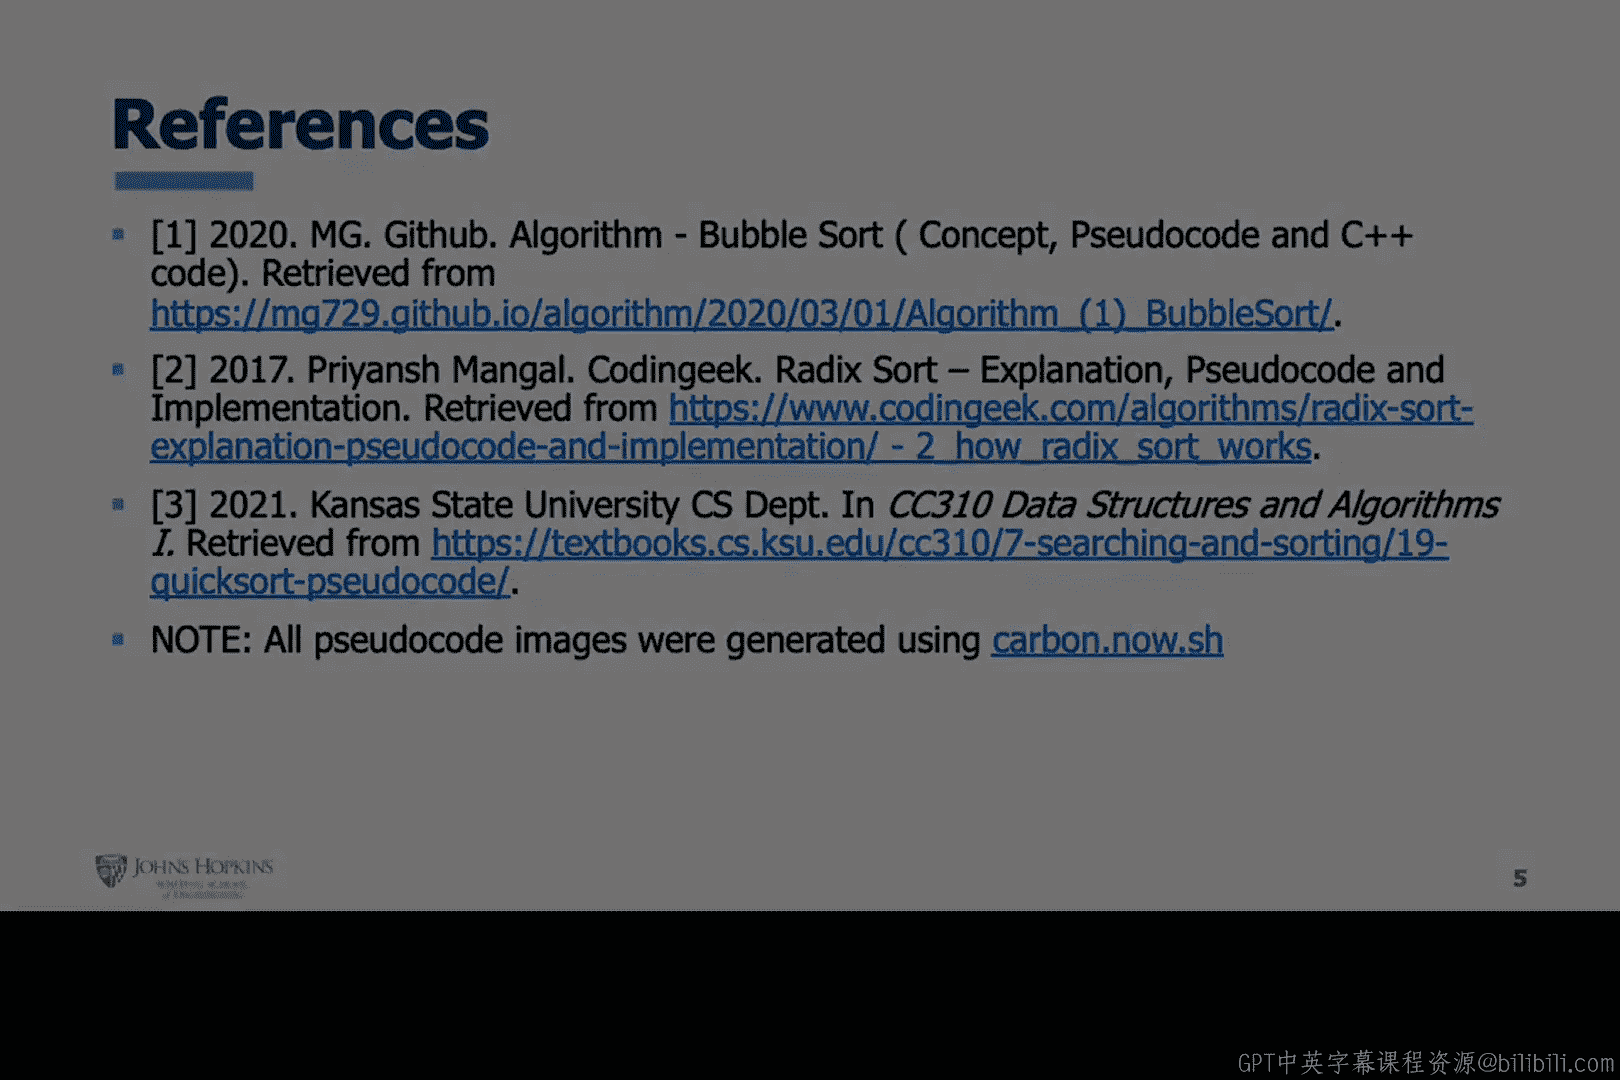 References
[1] 2020. MG. Github. Algorithm - Bubble Sort ( Concept, Pseudocode and C++
code). Retrieved from
https://mg729.github.io/algorithm/2020/03/01/Algorithm_(1)_BubbleSort/.
[2] 2017. Priyansh Mangal. Codingeek. Radix Sort – Explanation, Pseudocode and
Implementation. Retrieved from https://www.codingeek.com/algorithms/radix-sort-
explanation-pseudocode-and-implementation/ - 2_how_radix_sort_works.
[3] 2021. Kansas State University CS Dept. In CC310 Data Structures and Algorithms
I. Retrieved from https://textbooks.cs.ksu.edu/cc310/7-searching-and-sorting/19-
quicksort-pseudocode/.
NOTE: All pseudocode images were generated using carbon.now.sh
JOHNS HOPKINS
WHITING SCHOOL
of ENGINEERING
5
GPT中英字幕课程资源@bilibili.com